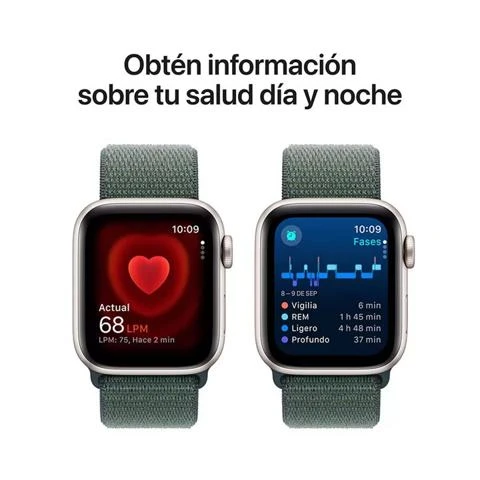 Obtén información
sobre tu salud día y noche
10:09
Actual
68 LPM
LPM: 75, Hace 2 min
10:09
Fases
8–9 DE SEP
Vigilia 6 min
REM 1 h 45 min
Ligero 4 h 48 min
Profundo 37 min